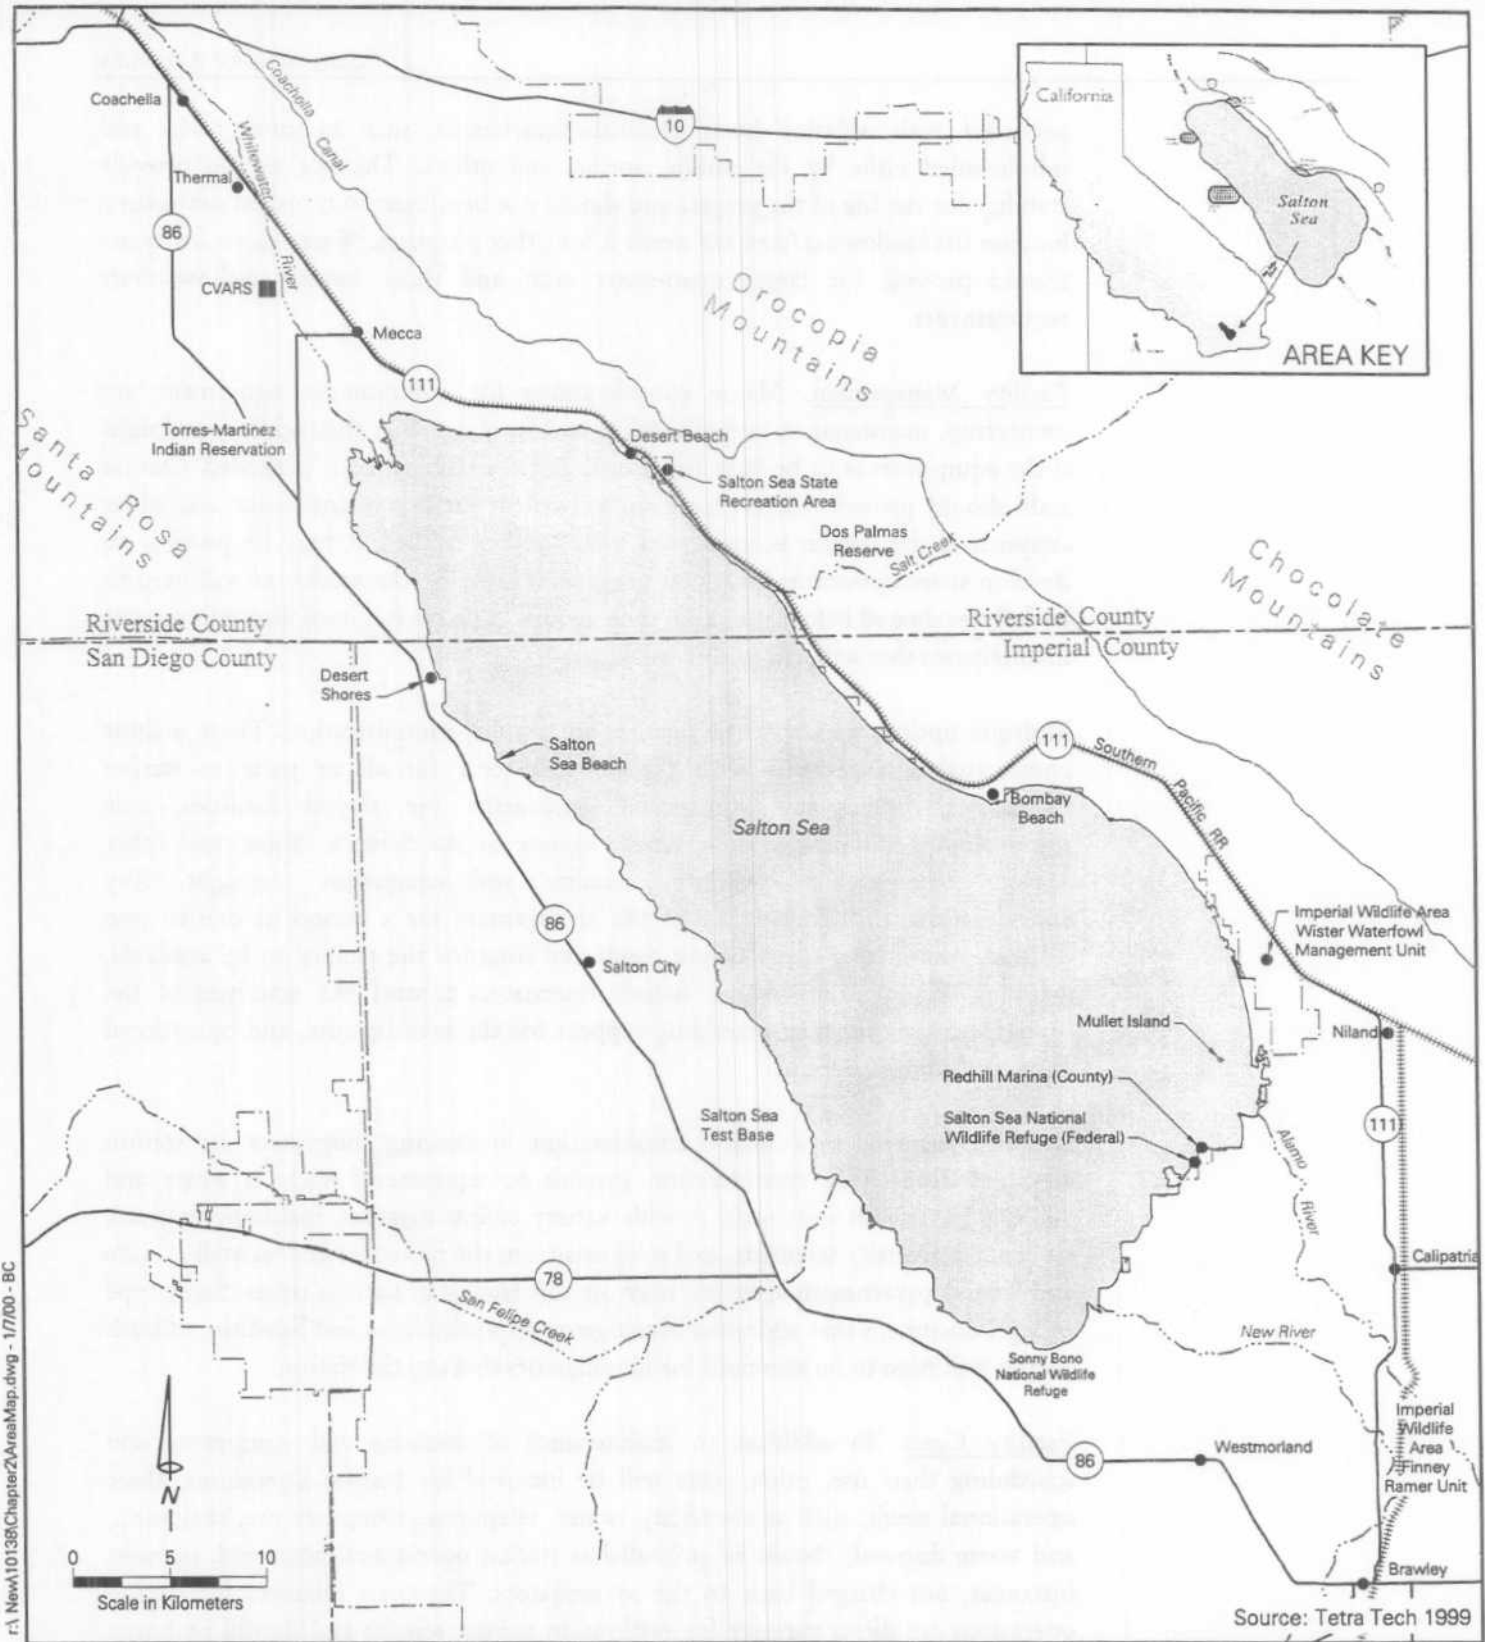 Coachella
Coacholla
Canal
10
California
Salton
Sea
AREA KEY
Whitewater
River
Thermal
86
CVARS
Mecca
111
Orocopia
Mountains
Santa Rosa
Mountains
Torres-Martinez
Indian Reservation
Desert Beach
Salton Sea State
Recreation Area
Dos Palmas
Reserve
Salt Creek
Chocolate
Mountains
Riverside County
San Diego County
Riverside County
Imperial County
Desert
Shores
Salton
Sea Beach
Salton Sea
111
Southern
Pacific RR
Bombay
Beach
86
Salton City
Imperial Wildlife Area
Wister Waterfowl
Management Unit
Mullet Island
Niland
Redhill Marina (County)
Salton Sea National
Wildlife Refuge (Federal)
Salton Sea
Test Base
111
Alamo
River
Calipatria
78
San Felipe Creek
New River
Sonny Bono
National Wildlife
Refuge
Imperial
Wildlife
Area
Finney
Ramer Unit
86
Westmorland
Brawley
N
0 5 10
Scale in Kilometers
Source: Tetra Tech 1999
r:\ New\10138\Chapter2\AreaMap.dwg - 1/7/00 - BC